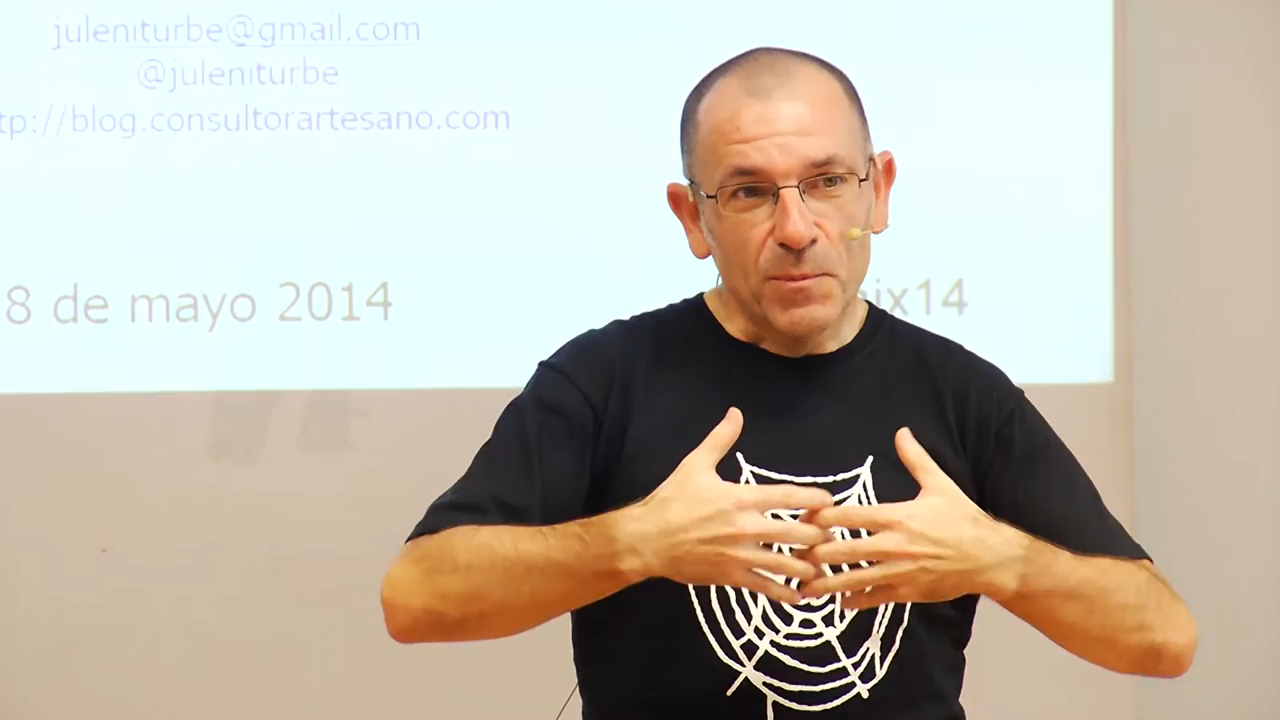 juleniturbe@gmail.com
@juleniturbe
tp://blog.consultorartesano.com
8 de mayo 2014
ix14